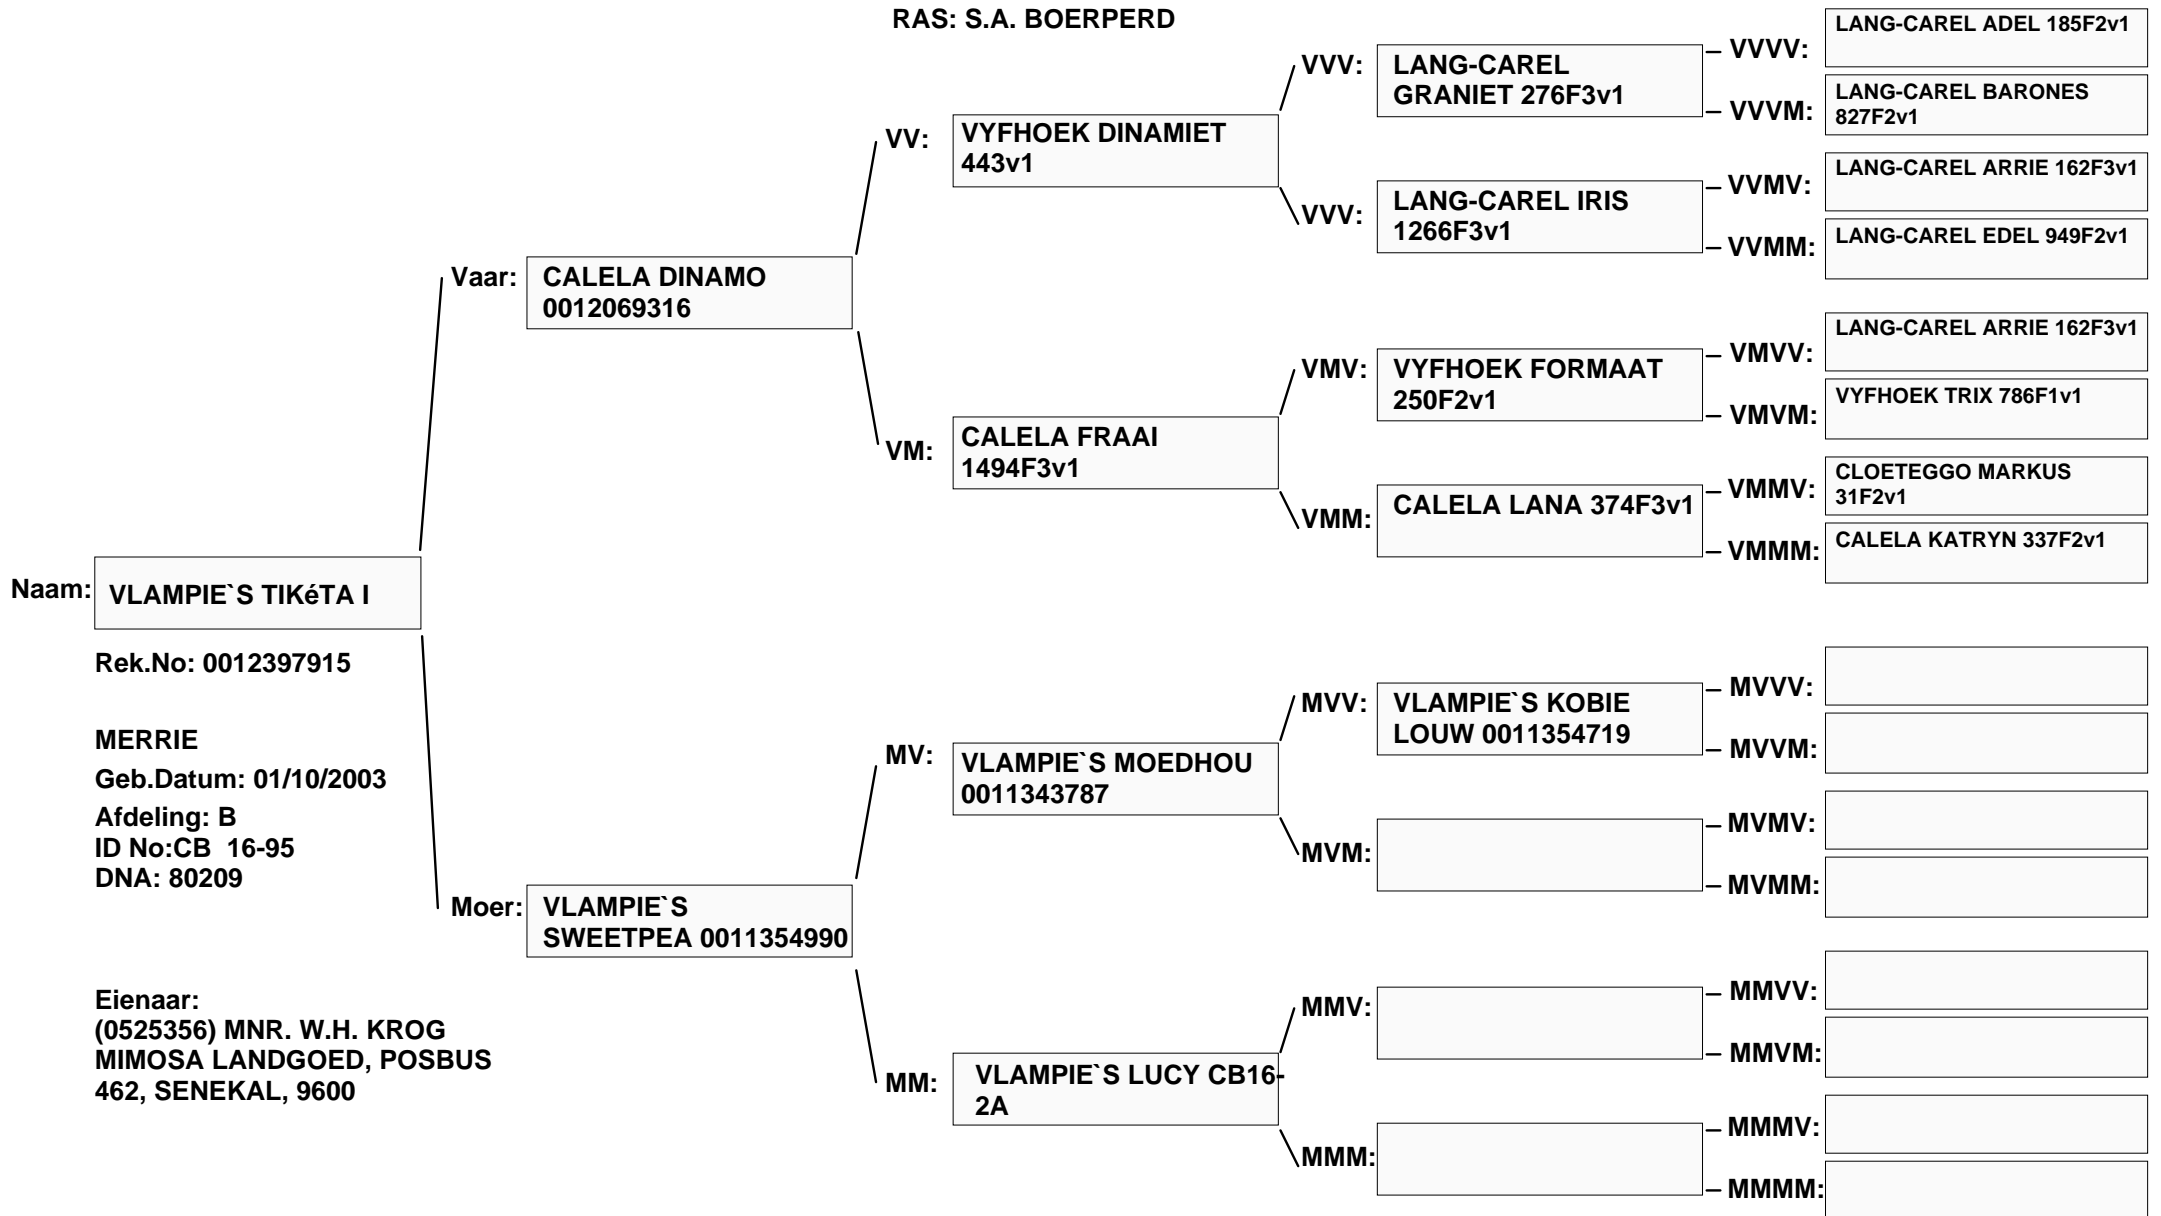 RAS: S.A. BOERPERD
Naam:
VLAMPIE`S TIKéTA I
Rek.No: 0012397915
MERRIE
Geb.Datum: 01/10/2003
Afdeling: B
ID No:CB  16-95
DNA: 80209
Eienaar:
(0525356) MNR. W.H. KROG
MIMOSA LANDGOED, POSBUS
462, SENEKAL, 9600
Vaar:
CALELA DINAMO
0012069316
Moer:
VLAMPIE`S
SWEETPEA 0011354990
VV:
VYFHOEK DINAMIET
443v1
VM:
CALELA FRAAI
1494F3v1
MV:
VLAMPIE`S MOEDHOU
0011343787
MM:
VLAMPIE`S LUCY CB16-
2A
VVV:
LANG-CAREL
GRANIET 276F3v1
VVV:
LANG-CAREL IRIS
1266F3v1
VMV:
VYFHOEK FORMAAT
250F2v1
VMM:
CALELA LANA 374F3v1
MVV:
VLAMPIE`S KOBIE
LOUW 0011354719
MVM:
MMV:
MMM:
– VVVV:
LANG-CAREL ADEL 185F2v1
– VVVM:
LANG-CAREL BARONES
827F2v1
– VVMV:
LANG-CAREL ARRIE 162F3v1
– VVMM:
LANG-CAREL EDEL 949F2v1
– VMVV:
LANG-CAREL ARRIE 162F3v1
– VMVM:
VYFHOEK TRIX 786F1v1
– VMMV:
CLOETEGGO MARKUS
31F2v1
– VMMM:
CALELA KATRYN 337F2v1
– MVVV:
– MVVM:
– MVMV:
– MVMM:
– MMVV:
– MMVM:
– MMMV:
– MMMM: